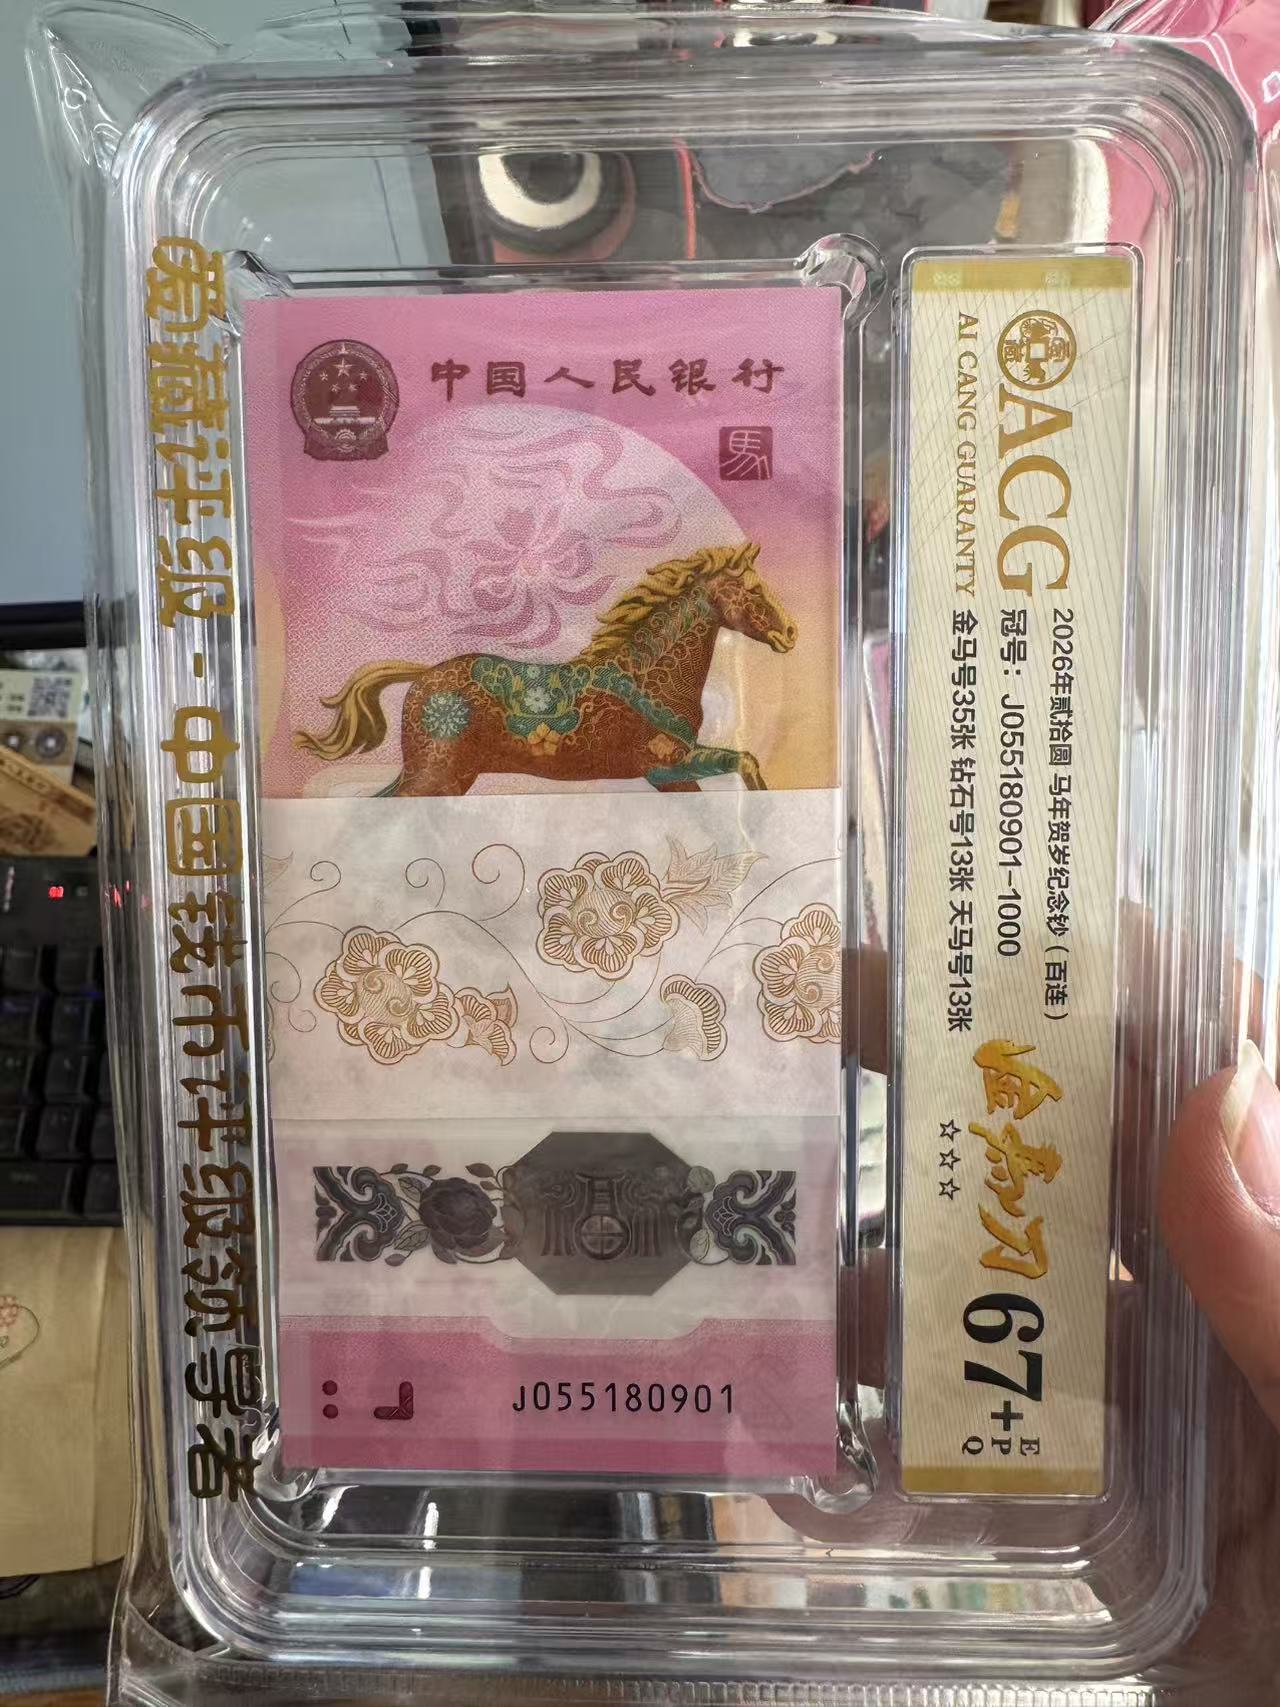 爱藏评级-中国钱币评级领导者
中国人民银行
馬
J055180901
ACG
AI CANG GUARANTY
2026年贰拾圆 马年贺岁纪念钞（百连）
冠号：J055180901-1000
金马号35张 钻石号13张 天马号13张
☆☆☆
67+
EPQ